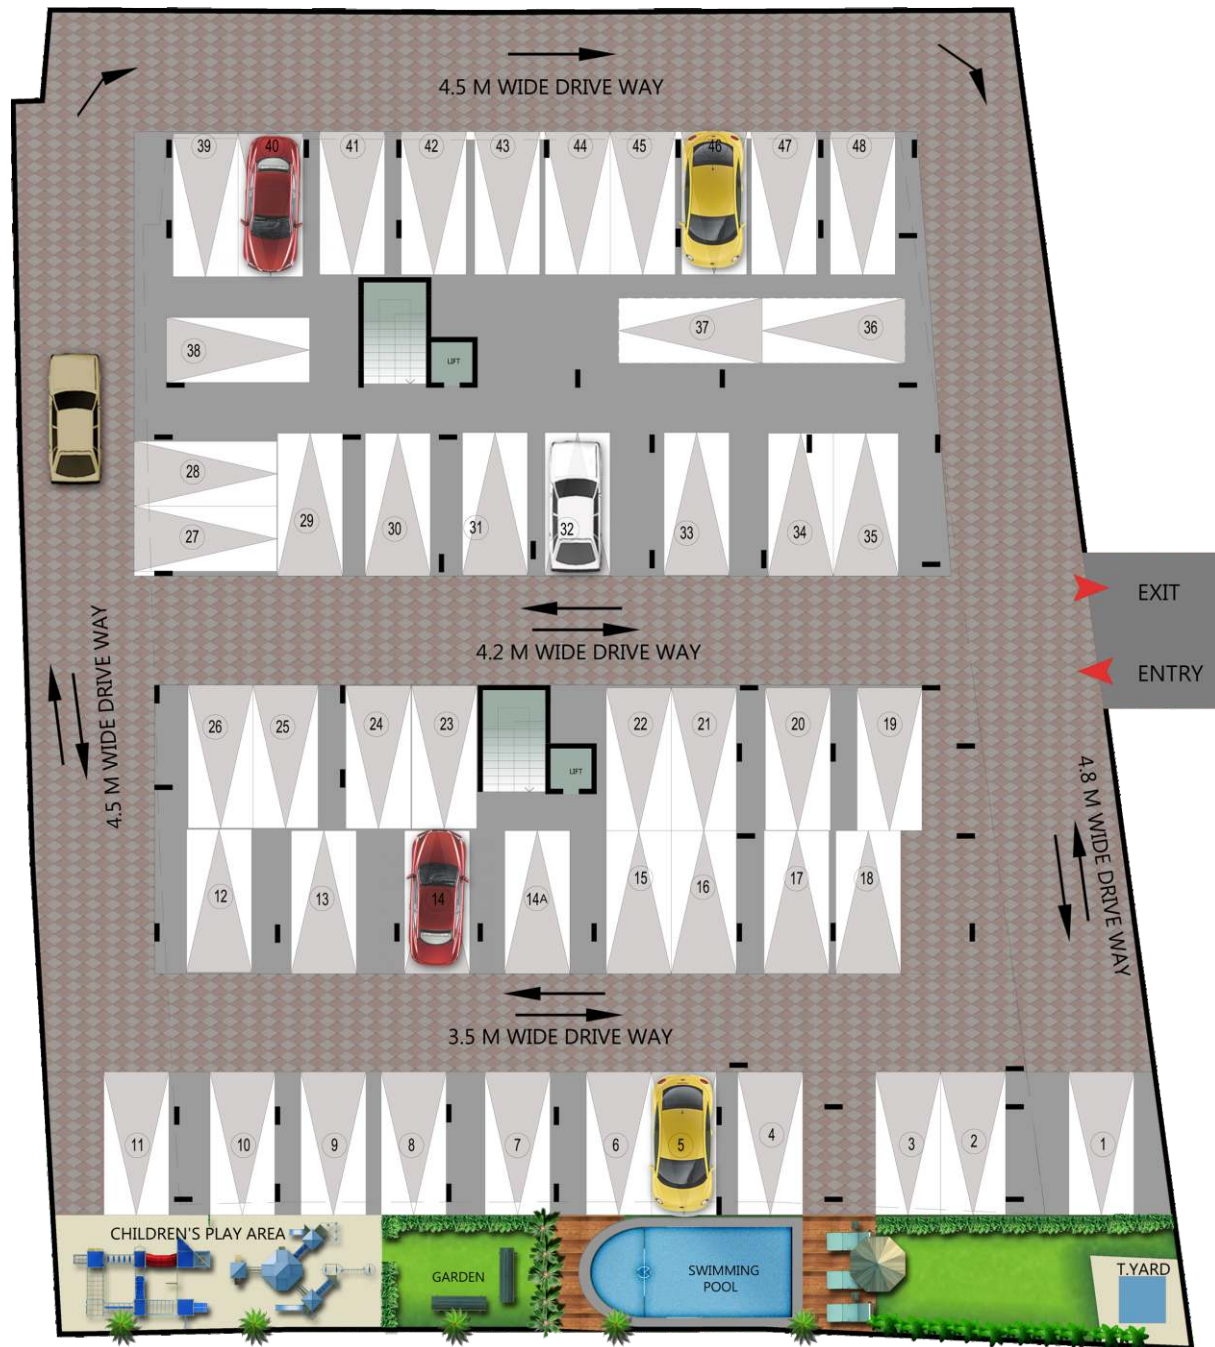 4.5 M WIDE DRIVE WAY
39 40 41 42 43 44 45 46 47 48
38 LIFT 37 36
28
27 29 30 31 32 33 34 35
EXIT
4.2 M WIDE DRIVE WAY
ENTRY
4.5 M WIDE DRIVE WAY
26 25 24 23 22 21 20 19
LIFT
4.8 M WIDE DRIVE WAY
12 13 14 14A 15 16 17 18
3.5 M WIDE DRIVE WAY
11 10 9 8 7 6 5 4 3 2 1
CHILDREN'S PLAY AREA
GARDEN
SWIMMING
POOL
T.YARD